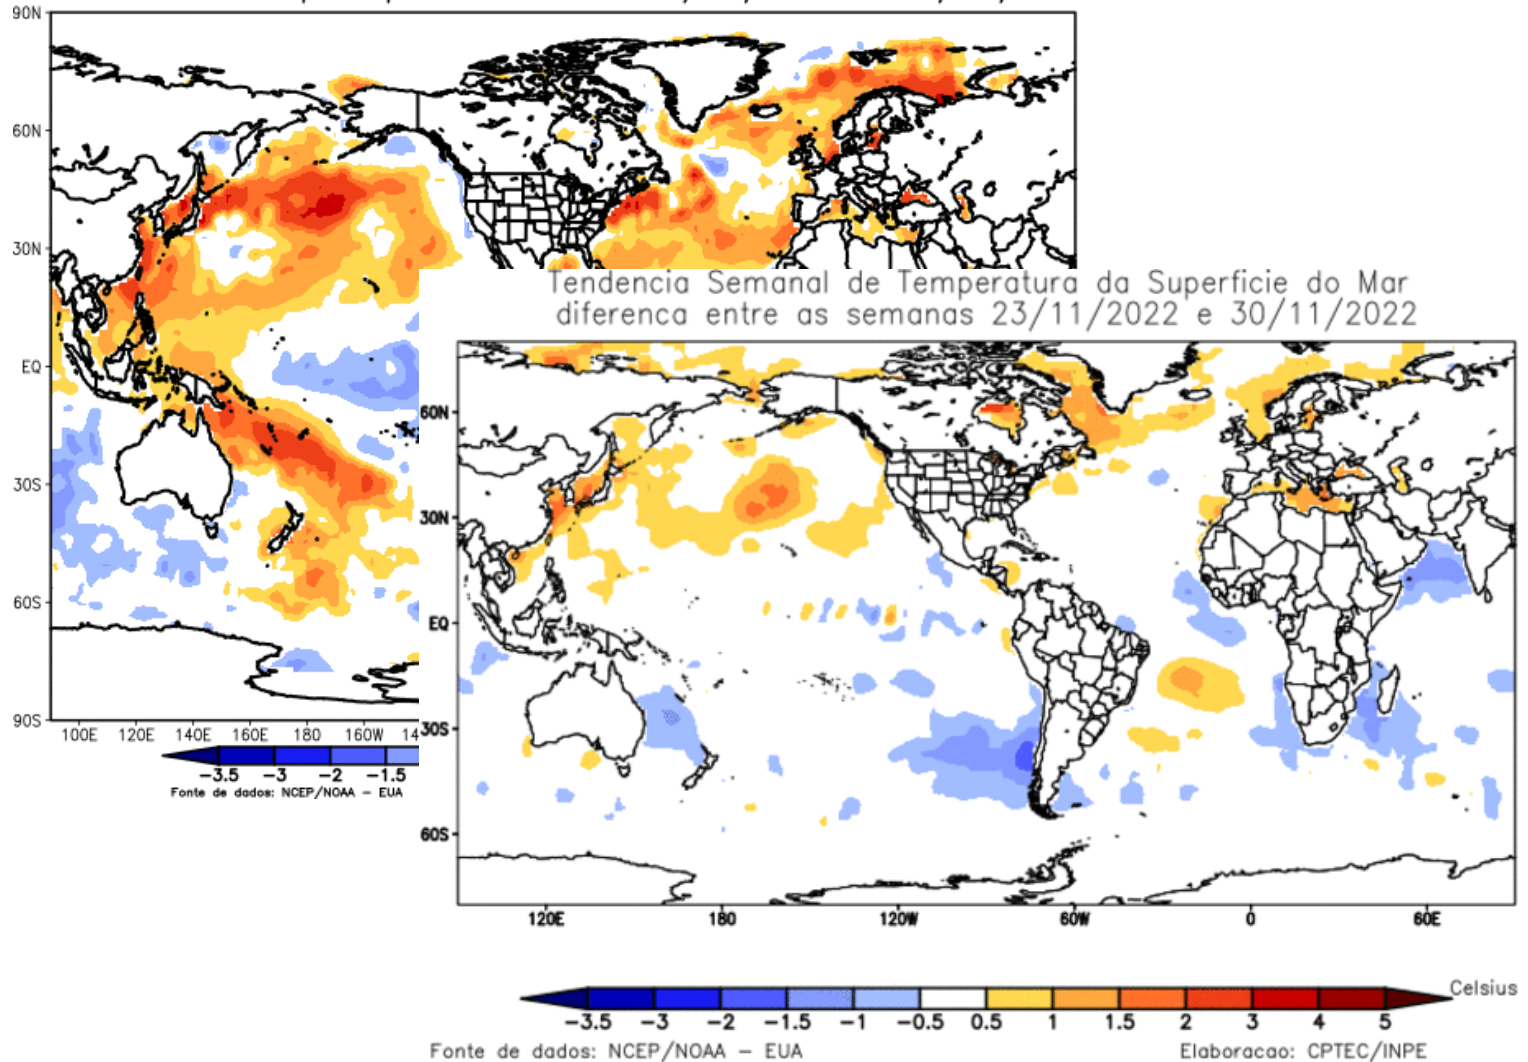 90N
60N
30N
EQ
30S
60S
90S
100E 120E 140E 160E 180 160W 14
-3.5 -3 -2 -1.5
Fonte de dados: NCEP/NOAA - EUA
Tendencia Semanal de Temperatura da Superficie do Mar
diferenca entre as semanas 23/11/2022 e 30/11/2022
60N
30N
EQ
30S
60S
120E 180 120W 60W 0 60E
Celsius
-3.5 -3 -2 -1.5 -1 -0.5 0.5 1 1.5 2 3 4 5
Fonte de dados: NCEP/NOAA - EUA Elaboracao: CPTEC/INPE